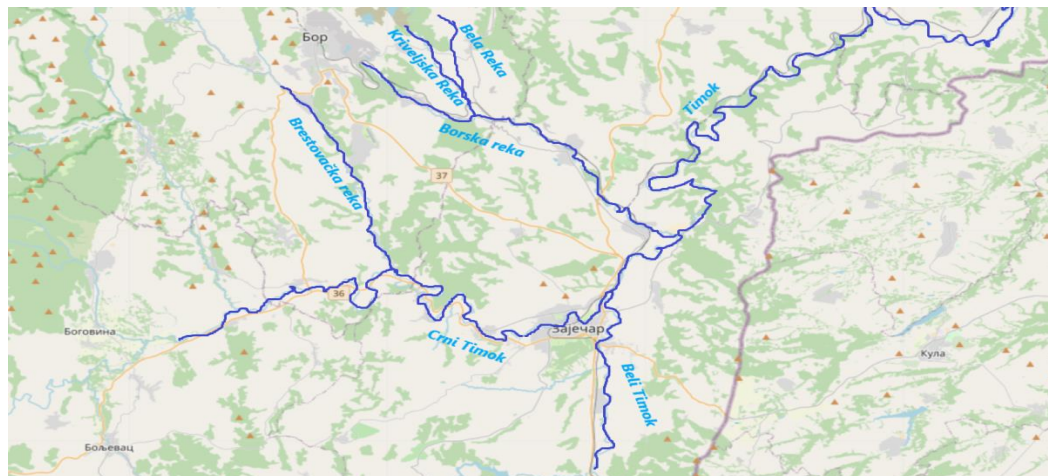 Бор
Kriveljska Reka
Bela Reka
Timok
Borska reka
Brestovačka reka
37
36
Боговина
Crni Timok
Зајечар
Beli Timok
Кула
Бољевац